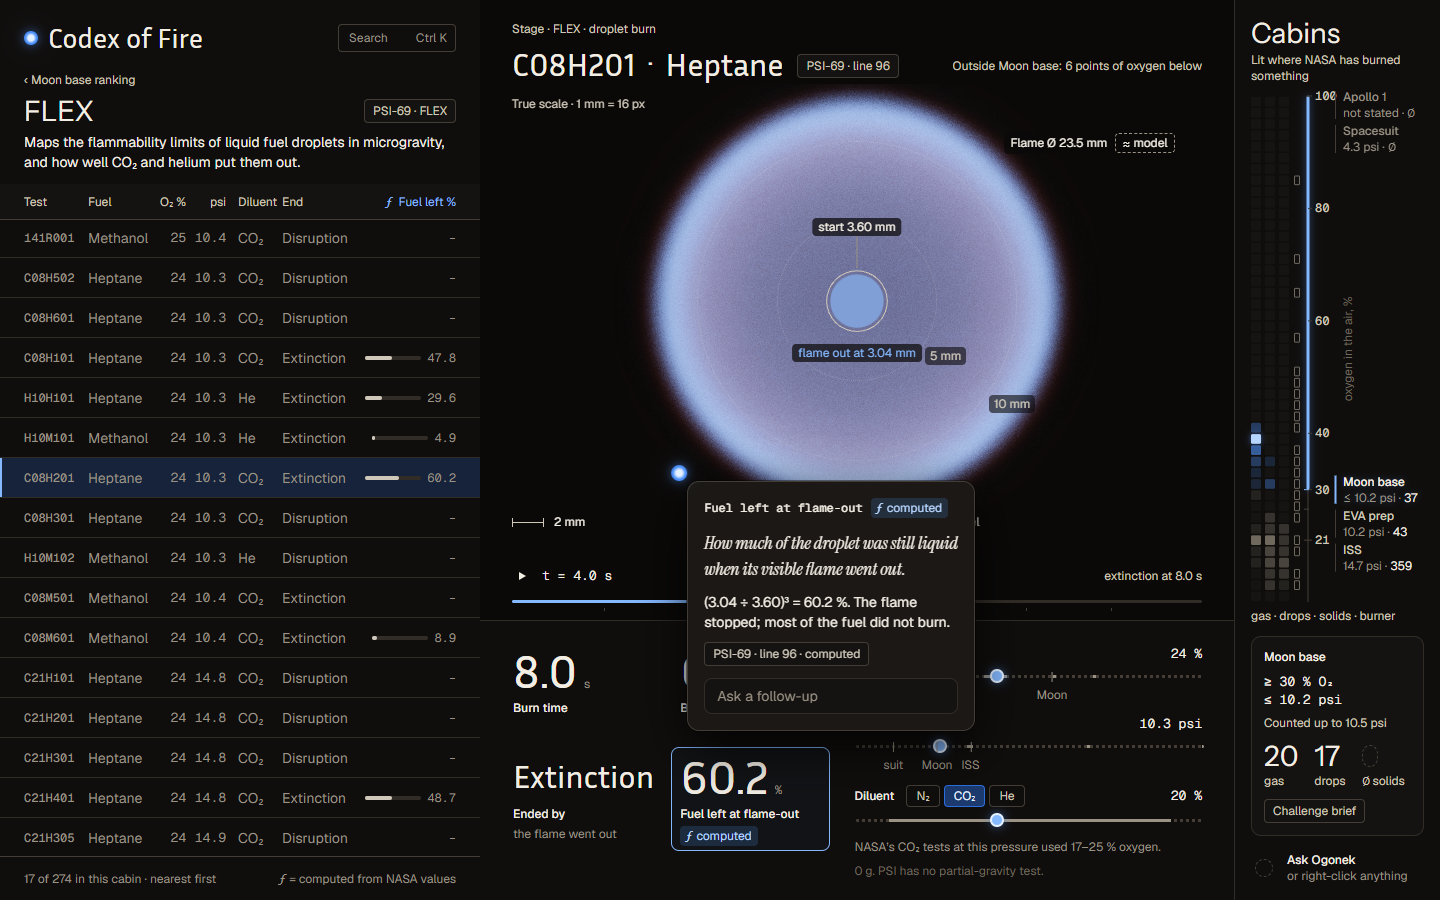 Codex of Fire
Search Ctrl K
‹ Moon base ranking
FLEX
PSI-69 · FLEX
Maps the flammability limits of liquid fuel droplets in microgravity,
and how well CO₂ and helium put them out.
Test Fuel O₂ % psi Diluent End ƒ Fuel left %
141R001 Methanol 25 10.4 CO₂ Disruption –
C08H502 Heptane 24 10.3 CO₂ Disruption –
C08H601 Heptane 24 10.3 CO₂ Disruption –
C08H101 Heptane 24 10.3 CO₂ Extinction 47.8
H10H101 Heptane 24 10.3 He Extinction 29.6
H10M101 Methanol 24 10.3 He Extinction 4.9
C08H201 Heptane 24 10.3 CO₂ Extinction 60.2
C08H301 Heptane 24 10.3 CO₂ Disruption –
H10M102 Heptane 24 10.3 He Disruption –
C08M501 Methanol 24 10.4 CO₂ Disruption –
C08M601 Methanol 24 10.4 CO₂ Extinction 8.9
C21H101 Heptane 24 14.8 CO₂ Disruption –
C21H201 Heptane 24 14.8 CO₂ Disruption –
C21H301 Heptane 24 14.8 CO₂ Disruption –
C21H401 Heptane 24 14.8 CO₂ Extinction 48.7
C21H305 Heptane 24 14.9 CO₂ Disruption –
17 of 274 in this cabin · nearest first
ƒ = computed from NASA values
Stage · FLEX · droplet burn
C08H201 · Heptane
PSI-69 · line 96
Outside Moon base: 6 points of oxygen below
True scale · 1 mm = 16 px
Flame Ø 23.5 mm ≈ model
start 3.60 mm
flame out at 3.04 mm
5 mm
10 mm
2 mm
t = 4.0 s
extinction at 8.0 s
Fuel left at flame-out ƒ computed
How much of the droplet was still liquid
when its visible flame went out.
(3.04 ÷ 3.60)³ = 60.2 %. The flame
stopped; most of the fuel did not burn.
PSI-69 · line 96 · computed
Ask a follow-up
8.0 s
Burn time
Extinction
Ended by
the flame went out
60.2 %
Fuel left at flame-out
ƒ computed
24 %
Moon
10.3 psi
suit Moon ISS
Diluent N₂ CO₂ He 20 %
NASA's CO₂ tests at this pressure used 17–25 % oxygen.
0 g. PSI has no partial-gravity test.
Cabins
Lit where NASA has burned
something
100
80
60
40
30
21
oxygen in the air, %
Apollo 1
not stated · Ø
Spacesuit
4.3 psi · Ø
Moon base
≤ 10.2 psi · 37
EVA prep
10.2 psi · 43
ISS
14.7 psi · 359
gas · drops · solids · burner
Moon base
≥ 30 % O₂
≤ 10.2 psi
Counted up to 10.5 psi
20 gas
17 drops
Ø solids
Challenge brief
Ask Ogonek
or right-click anything